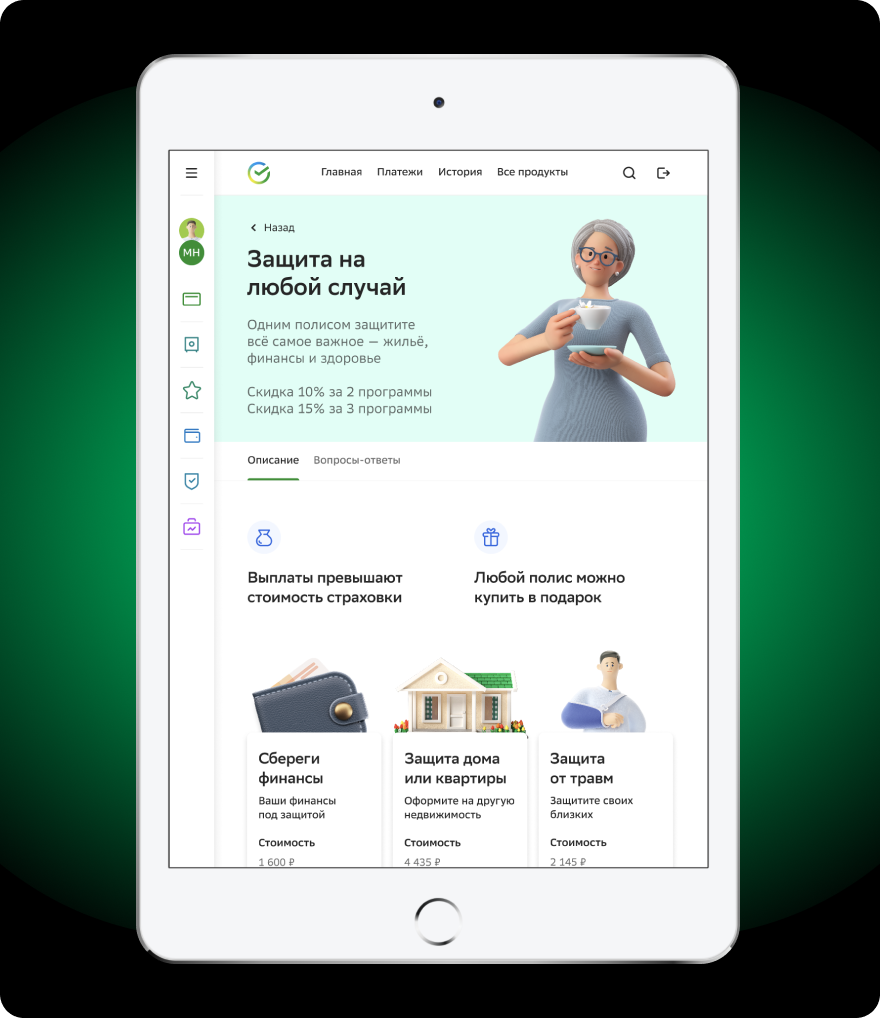 Главная Платежи История Все продукты
МН
Назад
Защита на
любой случай
Одним полисом защитите
всё самое важное — жильё,
финансы и здоровье
Скидка 10% за 2 программы
Скидка 15% за 3 программы
Описание Вопросы-ответы
Выплаты превышают
стоимость страховки
Любой полис можно
купить в подарок
Сбереги
финансы
Ваши финансы
под защитой
Стоимость
1 600 ₽
Защита дома
или квартиры
Оформите на другую
недвижимость
Стоимость
4 435 ₽
Защита
от травм
Защитите своих
близких
Стоимость
2 145 ₽